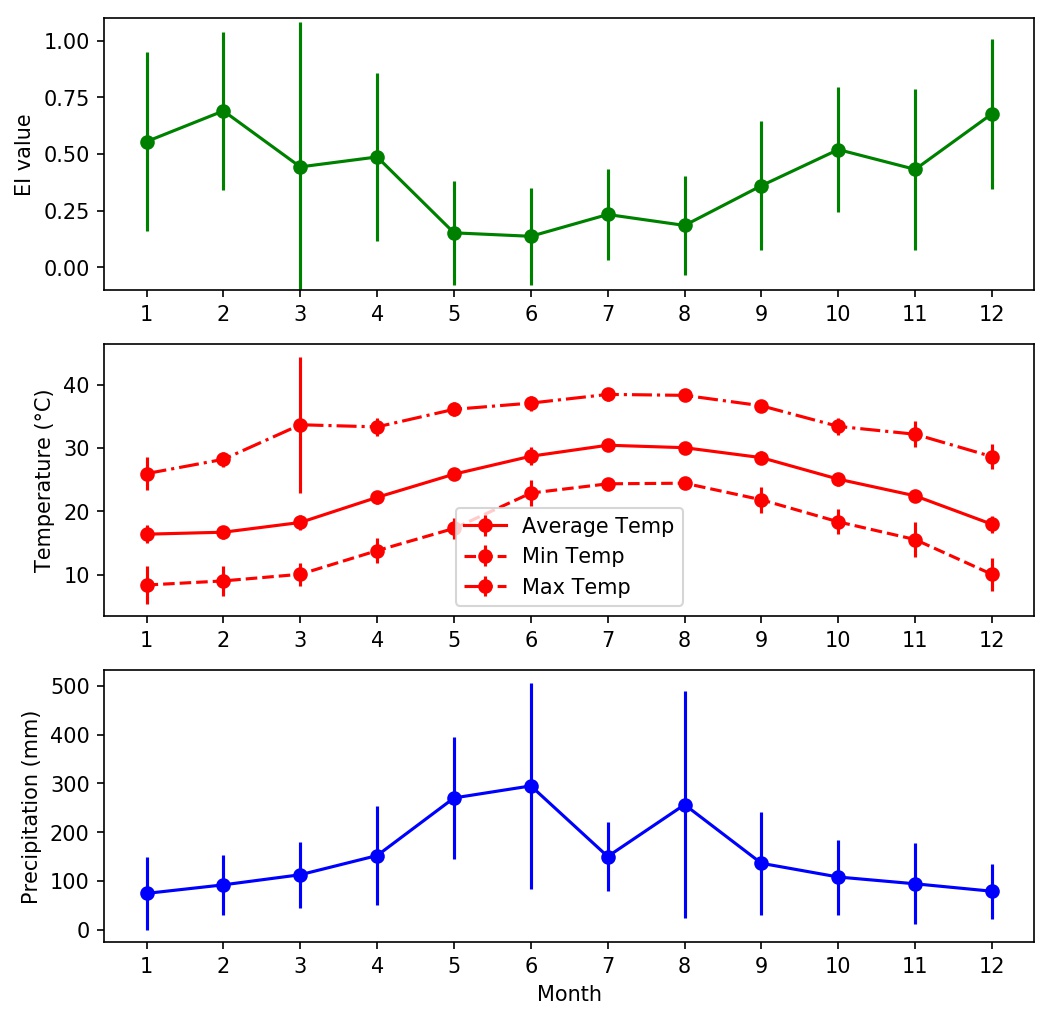 EI value
1.00
0.75
0.50
0.25
0.00
1 2 3 4 5 6 7 8 9 10 11 12
Temperature (°C)
40
30
20
10
Average Temp
Min Temp
Max Temp
1 2 3 4 5 6 7 8 9 10 11 12
Precipitation (mm)
500
400
300
200
100
0
1 2 3 4 5 6 7 8 9 10 11 12
Month